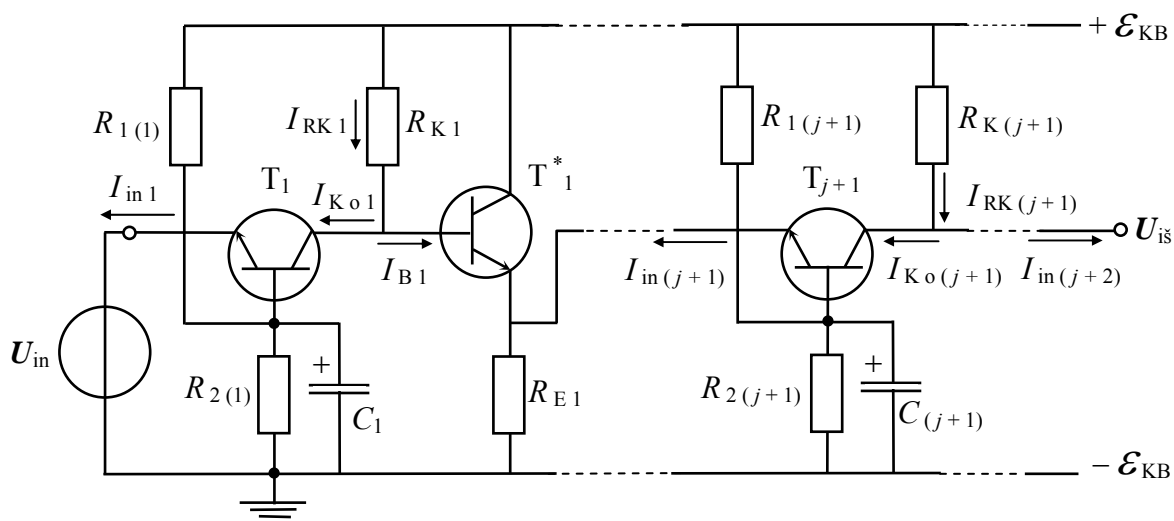 + ℰKB
R1(1)
IRK1
RK1
R1(j+1)
RK(j+1)
Iin1
T1
IKo1
T*1
Tj+1
IRK(j+1)
Uiš
IB1
Iin(j+1)
IKo(j+1)
Iin(j+2)
Uin
R2(1)
+
C1
RE1
R2(j+1)
+
C(j+1)
− ℰKB